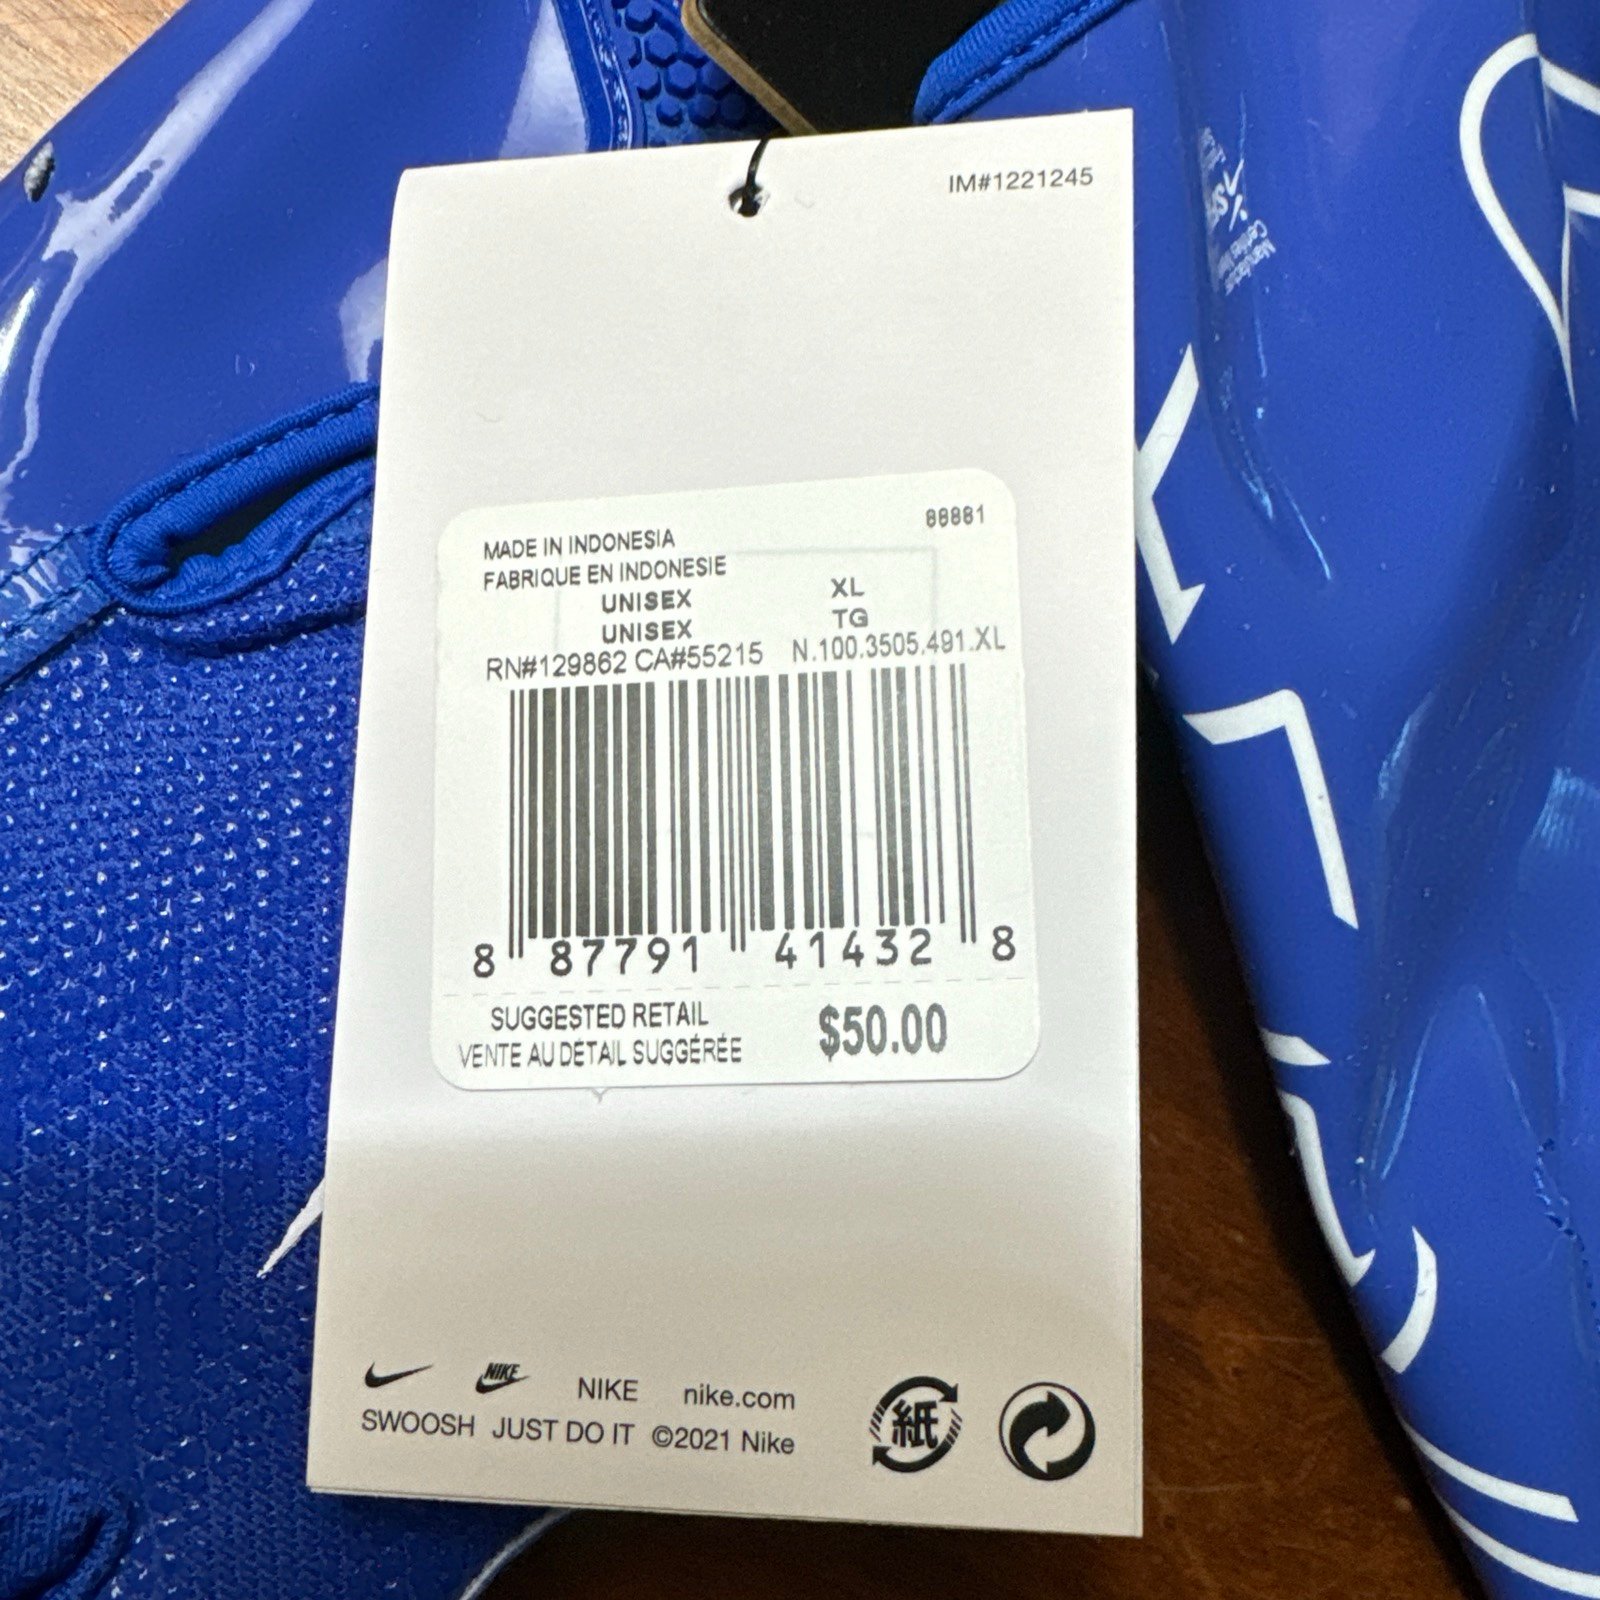 IM#1221245
88881
MADE IN INDONESIA
FABRIQUE EN INDONESIE
UNISEX XL
UNISEX TG
RN#129862 CA#55215 N.100.3505.491.XL
8 87791 41432 8
SUGGESTED RETAIL $50.00
VENTE AU DÉTAIL SUGGÉRÉE
NIKE NIKE nike.com
SWOOSH JUST DO IT ©2021 Nike
紙